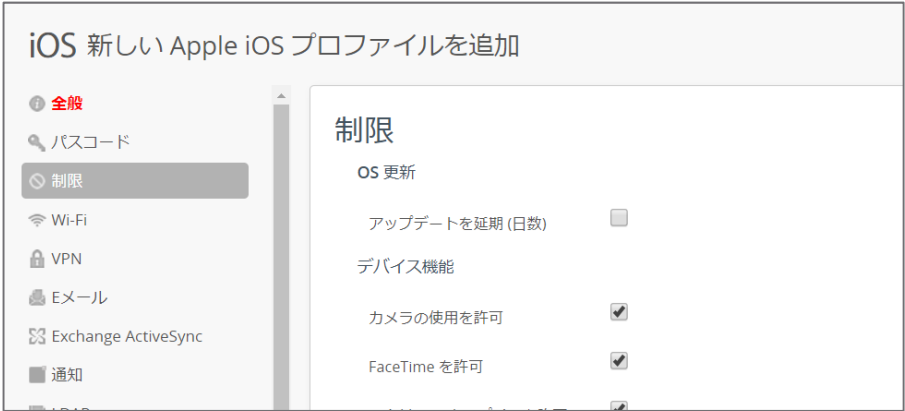 iOS 新しい Apple iOS プロファイルを追加
全般
パスコード
制限
Wi-Fi
VPN
Eメール
Exchange ActiveSync
通知
制限
OS 更新
アップデートを延期 (日数)
デバイス機能
カメラの使用を許可
FaceTime を許可